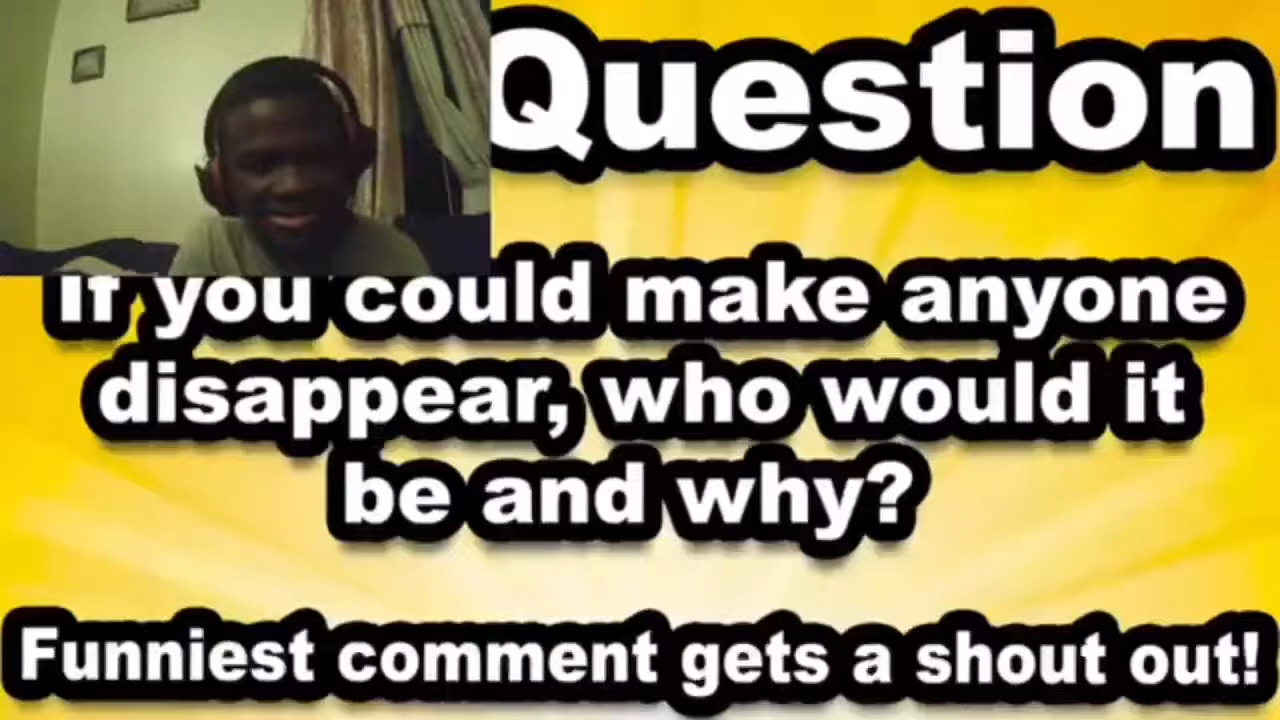 Question
If you could make anyone
disappear, who would it
be and why?
Funniest comment gets a shout out!